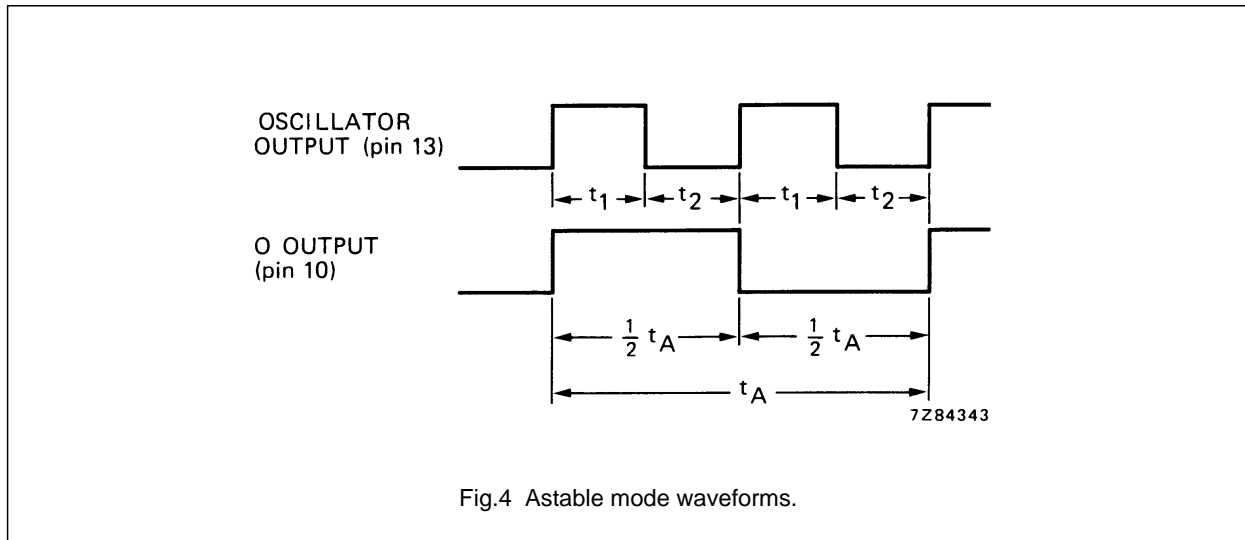 OSCILLATOR
OUTPUT (pin 13)
t1 t2 t1 t2
O OUTPUT
(pin 10)
1/2 tA 1/2 tA
tA
7Z84343
Fig.4 Astable mode waveforms.